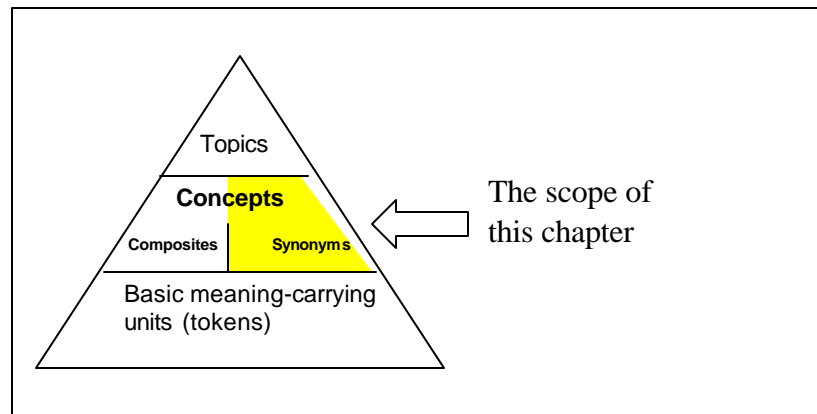 Topics
Concepts
Composites
Synonyms
Basic meaning-carrying
units (tokens)
The scope of
this chapter